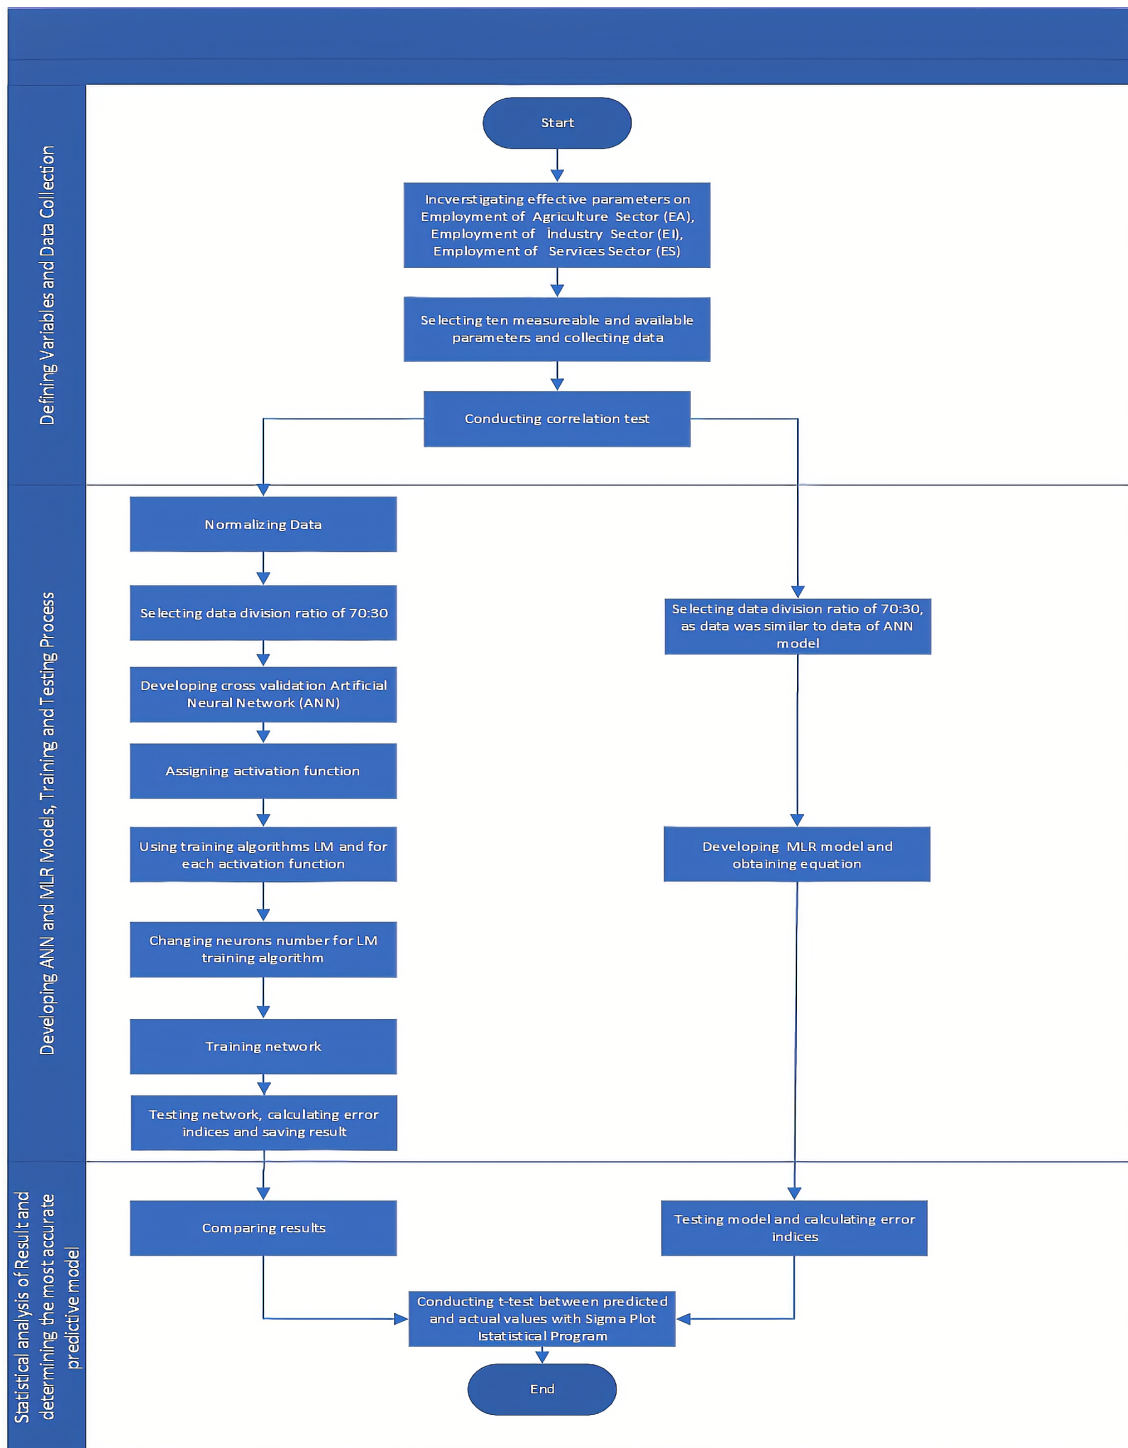 Defining Variables and Data Collection
Start
Incverstigating effective parameters on
Employment of Agriculture Sector (EA),
Employment of İndustry Sector (EI),
Employment of Services Sector (ES)
Selecting ten measureable and available
parameters and collecting data
Conducting correlation test
Developing ANN and MLR Models, Training and Testing Process
Normalizing Data
Selecting data division ratio of 70:30
Developing cross validation Artificial
Neural Network (ANN)
Assigning activation function
Using training algorithms LM and for
each activation function
Changing neurons number for LM
training algorithm
Training network
Testing network, calculating error
indices and saving result
Selecting data division ratio of 70:30,
as data was similar to data of ANN
model
Developing MLR model and
obtaining equation
Statistical analysis of Result and
determining the most accurate
predictive model
Comparing results
Testing model and calculating error
indices
Conducting t-test between predicted
and actual values with Sigma Plot
Istatistical Program
End